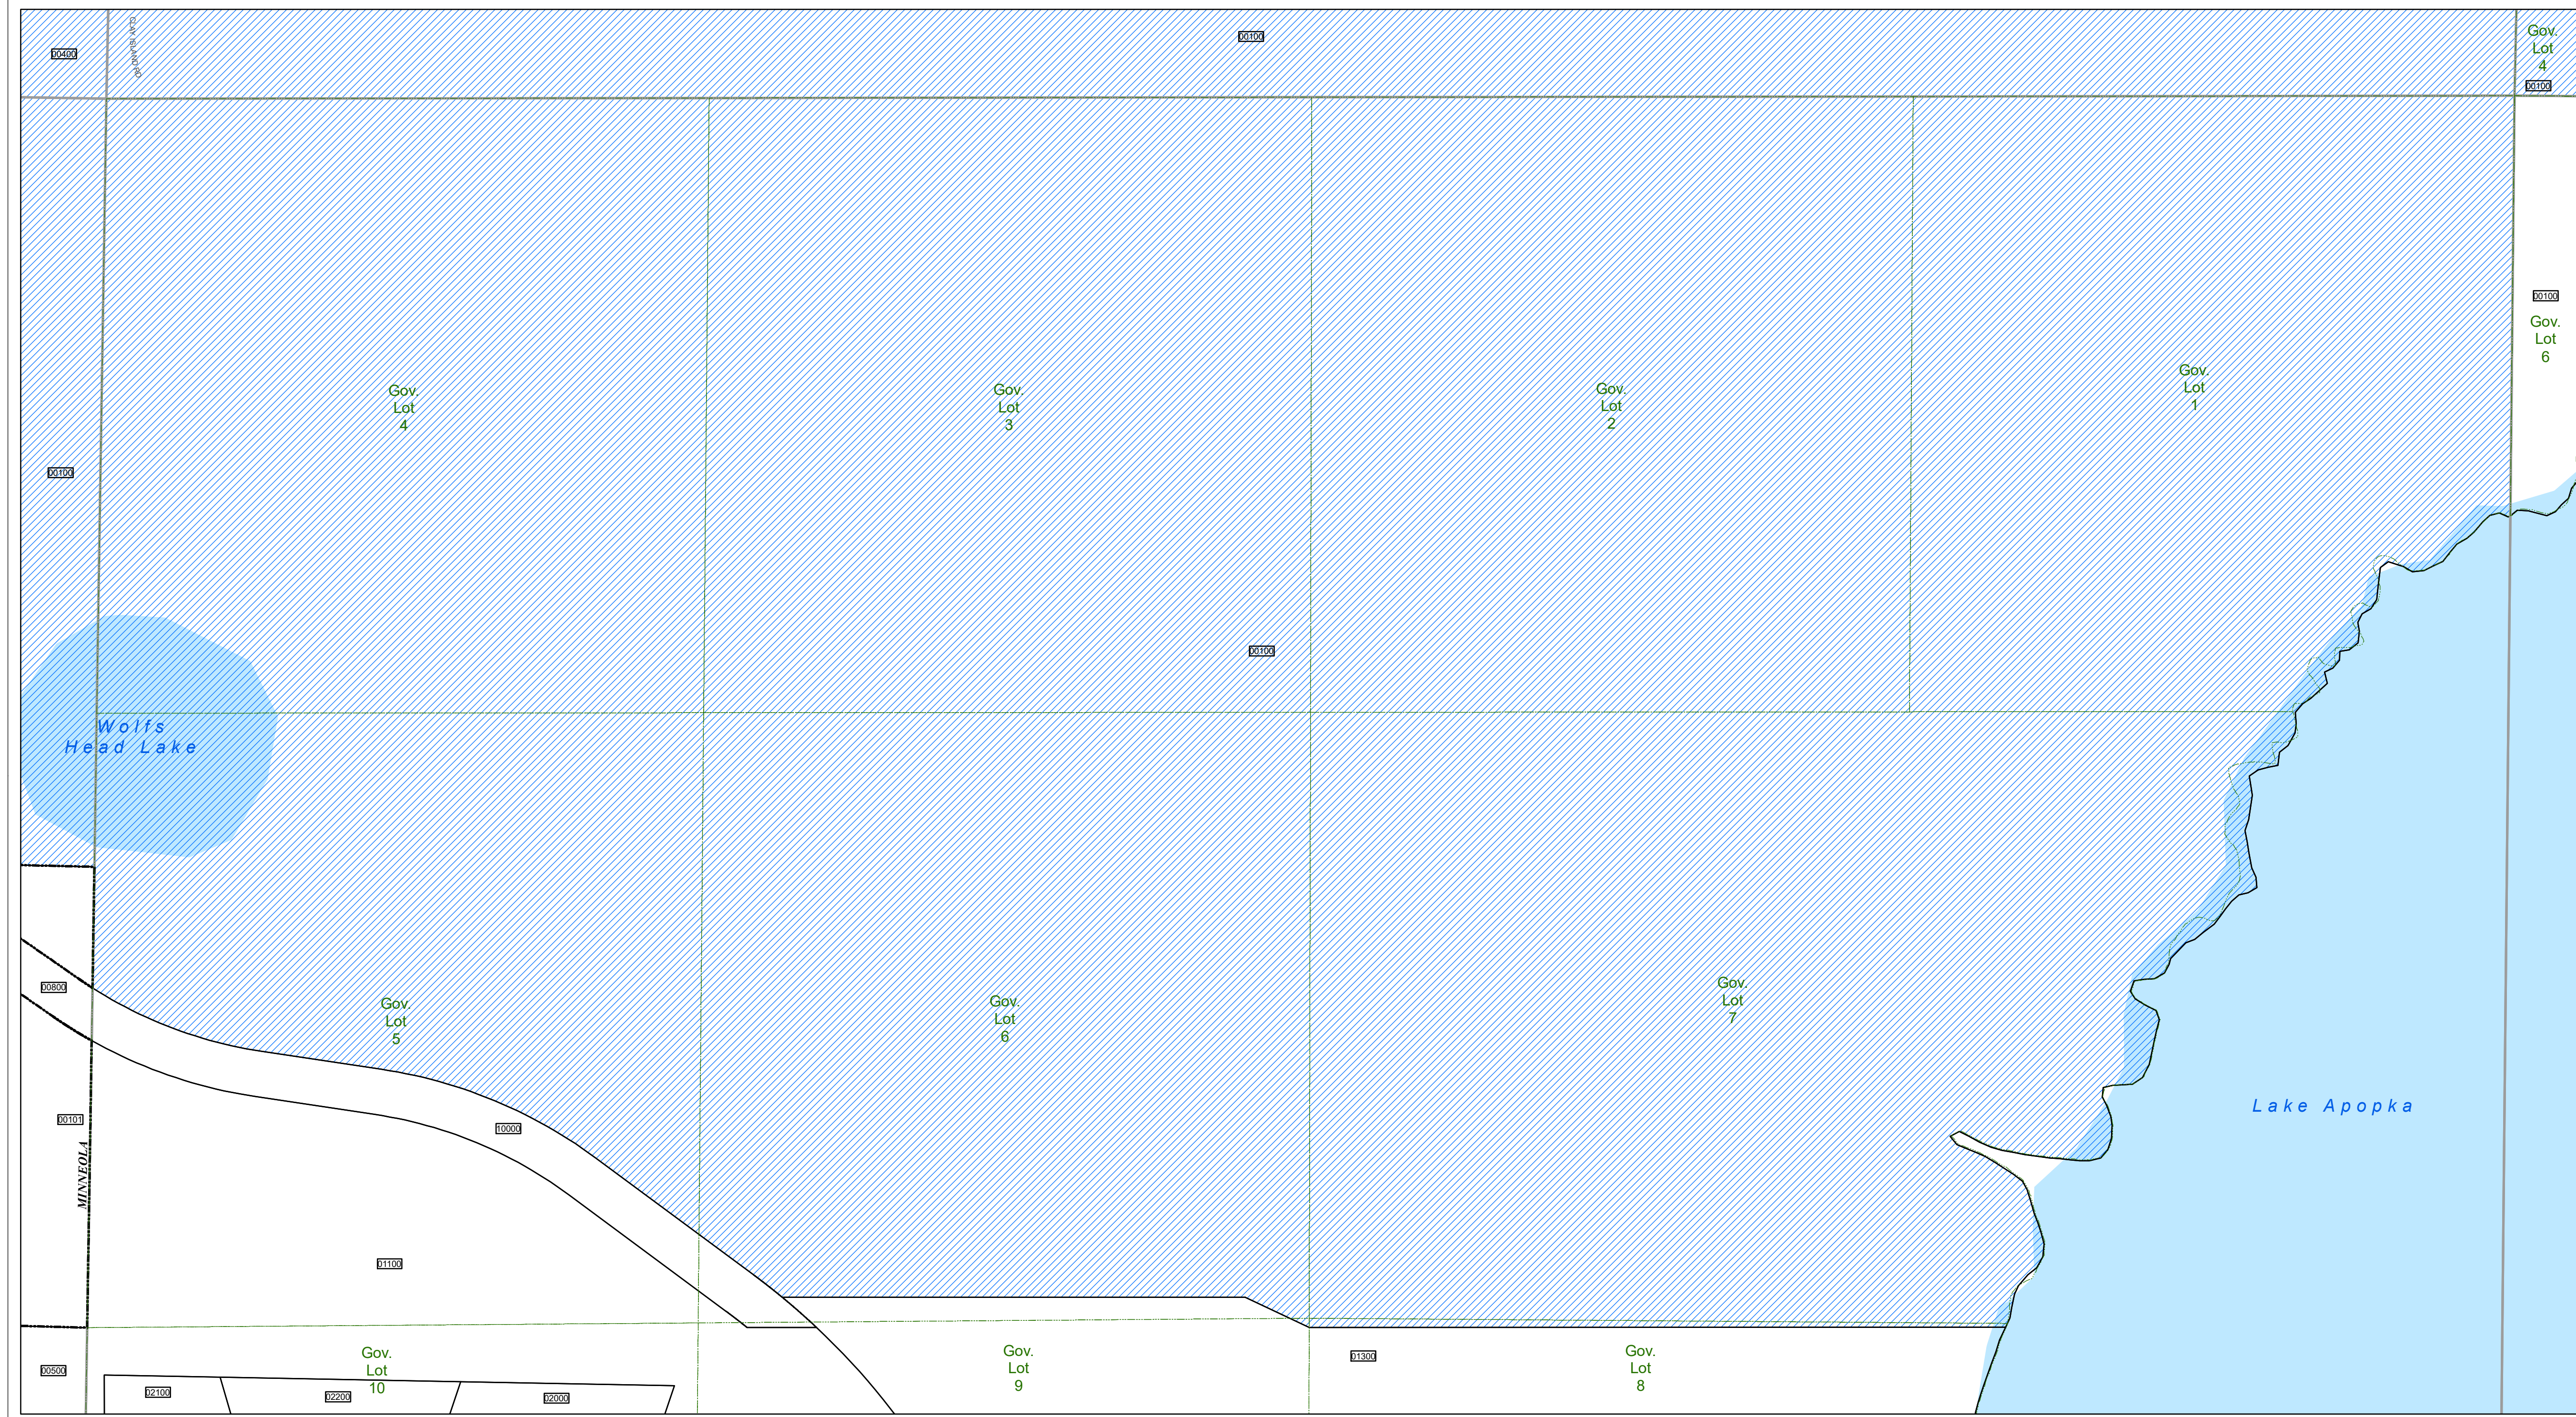 00400
CLAY ISLAND RD
00100
Gov.
Lot
4
00100
00100
Gov.
Lot
6
Gov.
Lot
4
Gov.
Lot
3
Gov.
Lot
2
Gov.
Lot
1
00100
00100
Wolfs
Head Lake
00800
Gov.
Lot
5
Gov.
Lot
6
Gov.
Lot
7
00101
10000
Lake Apopka
MINNEOLA
01100
00500
Gov.
Lot
10
Gov.
Lot
9
01300
Gov.
Lot
8
02100
02200
02000